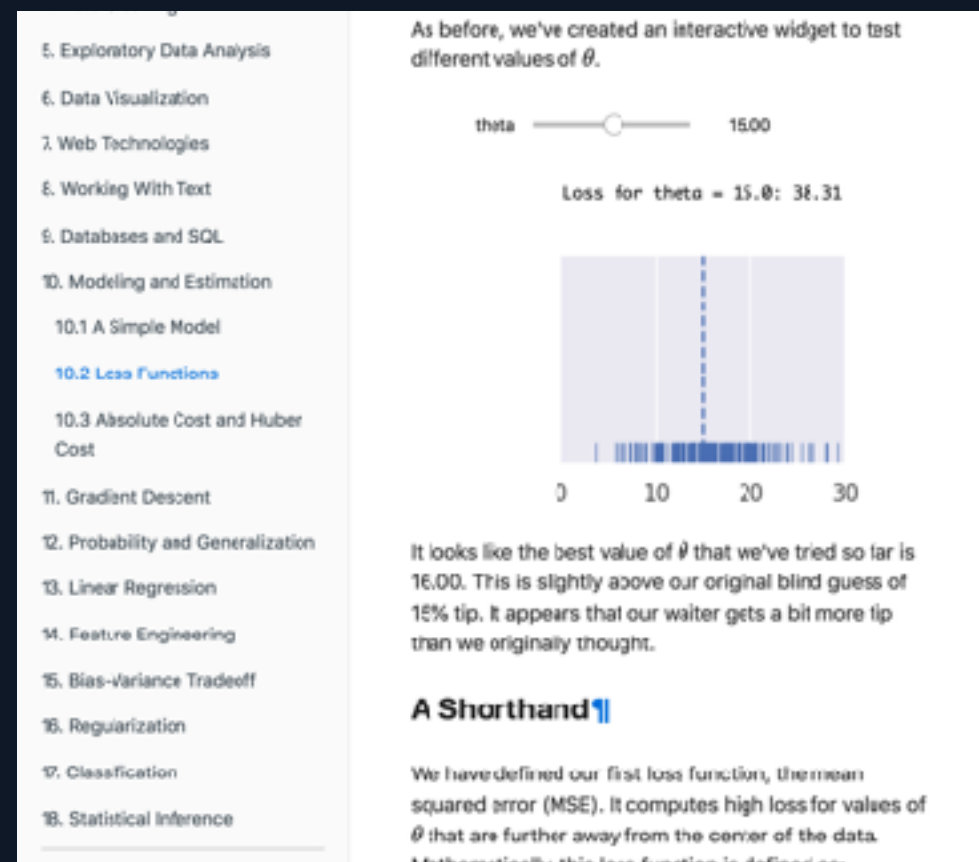 5. Exploratory Data Analysis
6. Data Visualization
7. Web Technologies
8. Working With Text
9. Databases and SQL
10. Modeling and Estimation
10.1 A Simple Model
10.2 Loss Functions
10.3 Absolute Cost and Huber
Cost
11. Gradient Descent
12. Probability and Generalization
13. Linear Regression
14. Feature Engineering
15. Bias-Variance Tradeoff
16. Regularization
17. Classification
18. Statistical Inference
As before, we've created an interactive widget to test
different values of θ.
theta 15.00
Loss for theta = 15.0: 38.31
0 10 20 30
It looks like the best value of θ that we've tried so far is
16.00. This is slightly above our original blind guess of
15% tip. It appears that our waiter gets a bit more tip
than we originally thought.
A Shorthand¶
We have defined our first loss function, the mean
squared error (MSE). It computes high loss for values of
θ that are further away from the center of the data.
Mathematically, this loss function is defined as: